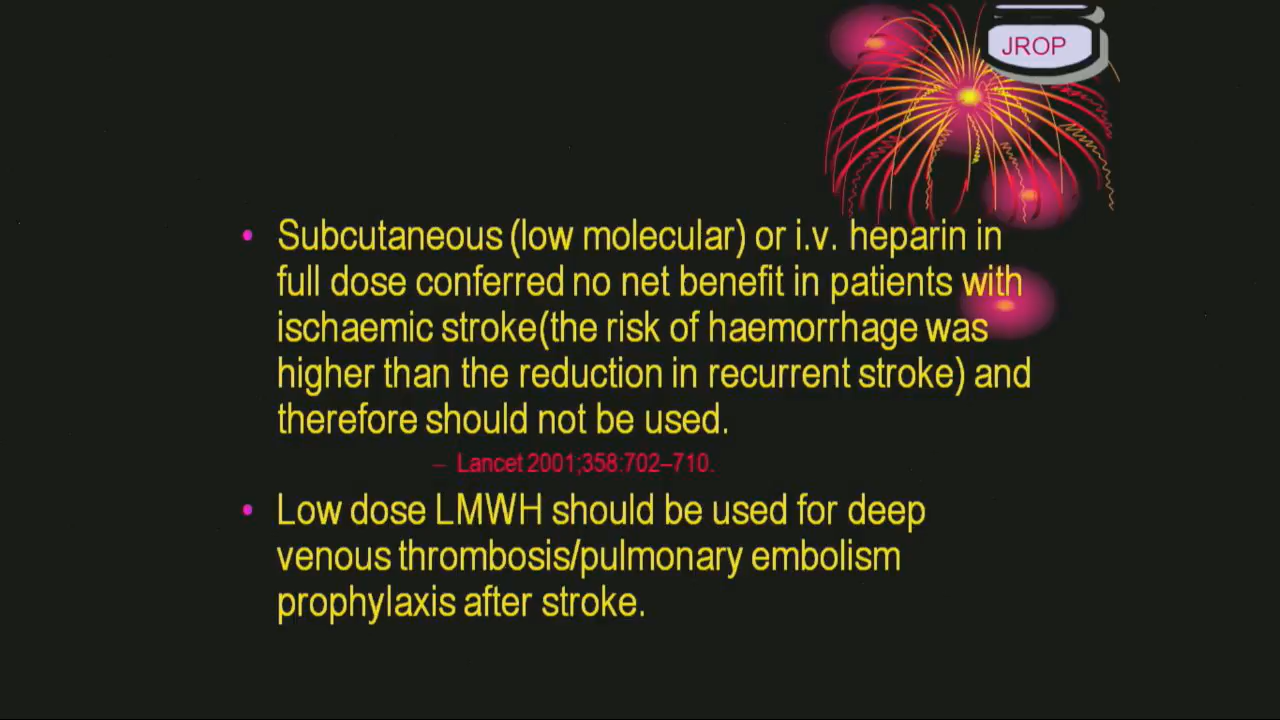 JROP
• Subcutaneous (low molecular) or i.v. heparin in
full dose conferred no net benefit in patients with
ischaemic stroke(the risk of haemorrhage was
higher than the reduction in recurrent stroke) and
therefore should not be used.
– Lancet 2001;358:702–710.
• Low dose LMWH should be used for deep
venous thrombosis/pulmonary embolism
prophylaxis after stroke.